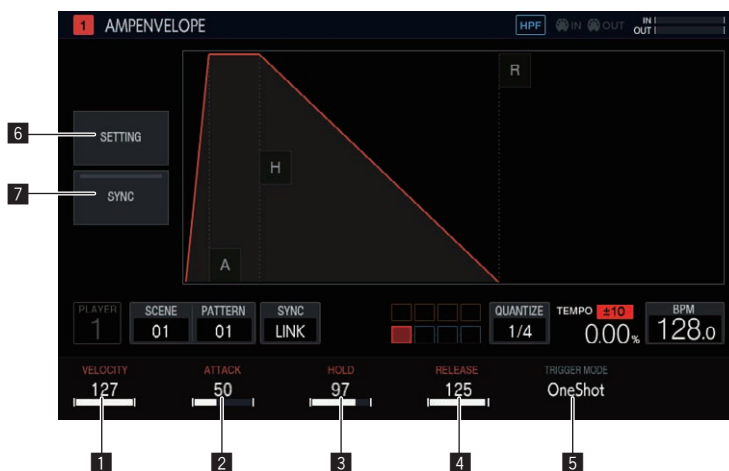 1 AMPENVELOPE HPF IN OUT IN
OUT
R
6 SETTING
H
7 SYNC
A
PLAYER SCENE PATTERN SYNC QUANTIZE TEMPO ±10 BPM
1 01 01 LINK 1/4 0.00% 128.0
VELOCITY ATTACK HOLD RELEASE TRIGGER MODE
127 50 97 125 OneShot
1 2 3 4 5